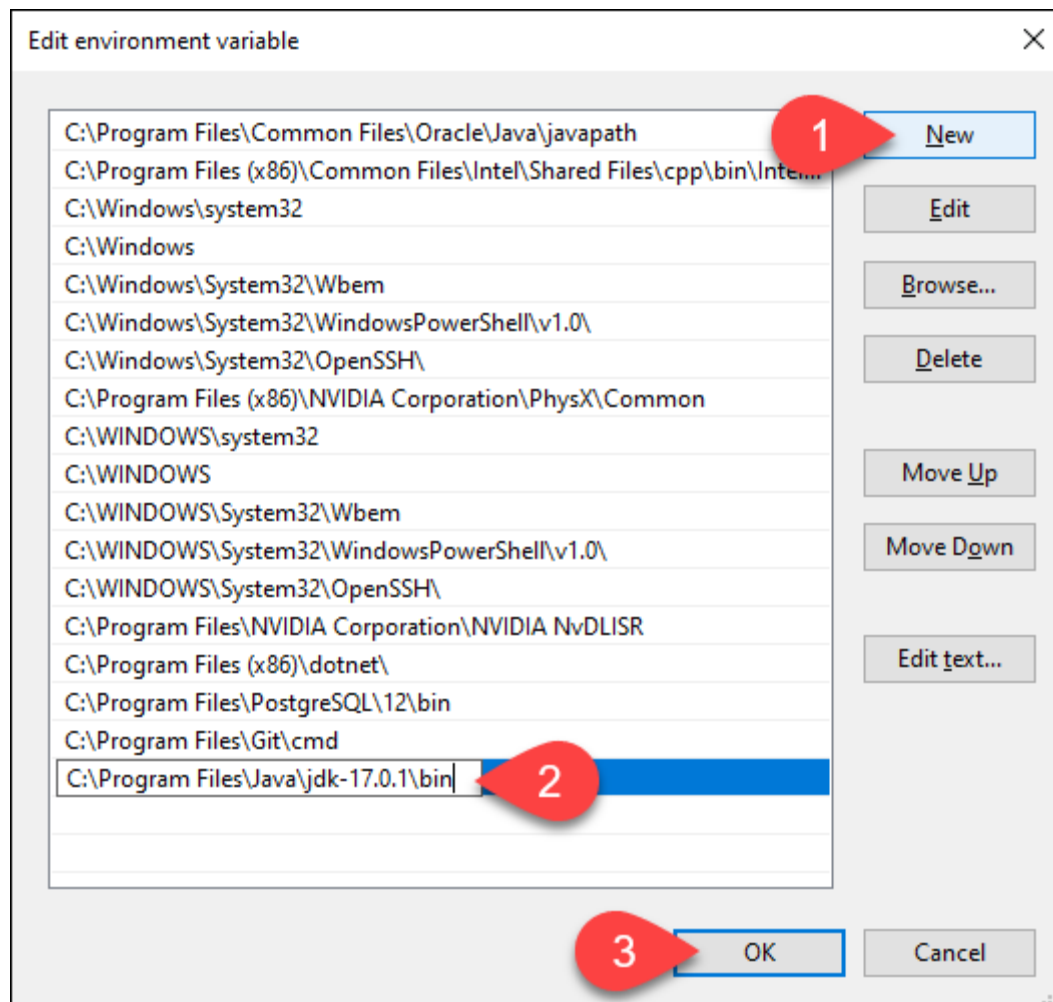 Edit environment variable
C:\Program Files\Common Files\Oracle\Java\javapath
1
New
C:\Program Files (x86)\Common Files\Intel\Shared Files\cpp\bin\Intel...
Edit
C:\Windows\system32
C:\Windows
Browse...
C:\Windows\System32\Wbem
C:\Windows\System32\WindowsPowerShell\v1.0\
Delete
C:\Windows\System32\OpenSSH\
C:\Program Files (x86)\NVIDIA Corporation\PhysX\Common
C:\WINDOWS\system32
Move Up
C:\WINDOWS
C:\WINDOWS\System32\Wbem
Move Down
C:\WINDOWS\System32\WindowsPowerShell\v1.0\
C:\WINDOWS\System32\OpenSSH\
C:\Program Files\NVIDIA Corporation\NVIDIA NvDLISR
Edit text...
C:\Program Files (x86)\dotnet\
C:\Program Files\PostgreSQL\12\bin
C:\Program Files\Git\cmd
C:\Program Files\Java\jdk-17.0.1\bin
2
3
OK
Cancel